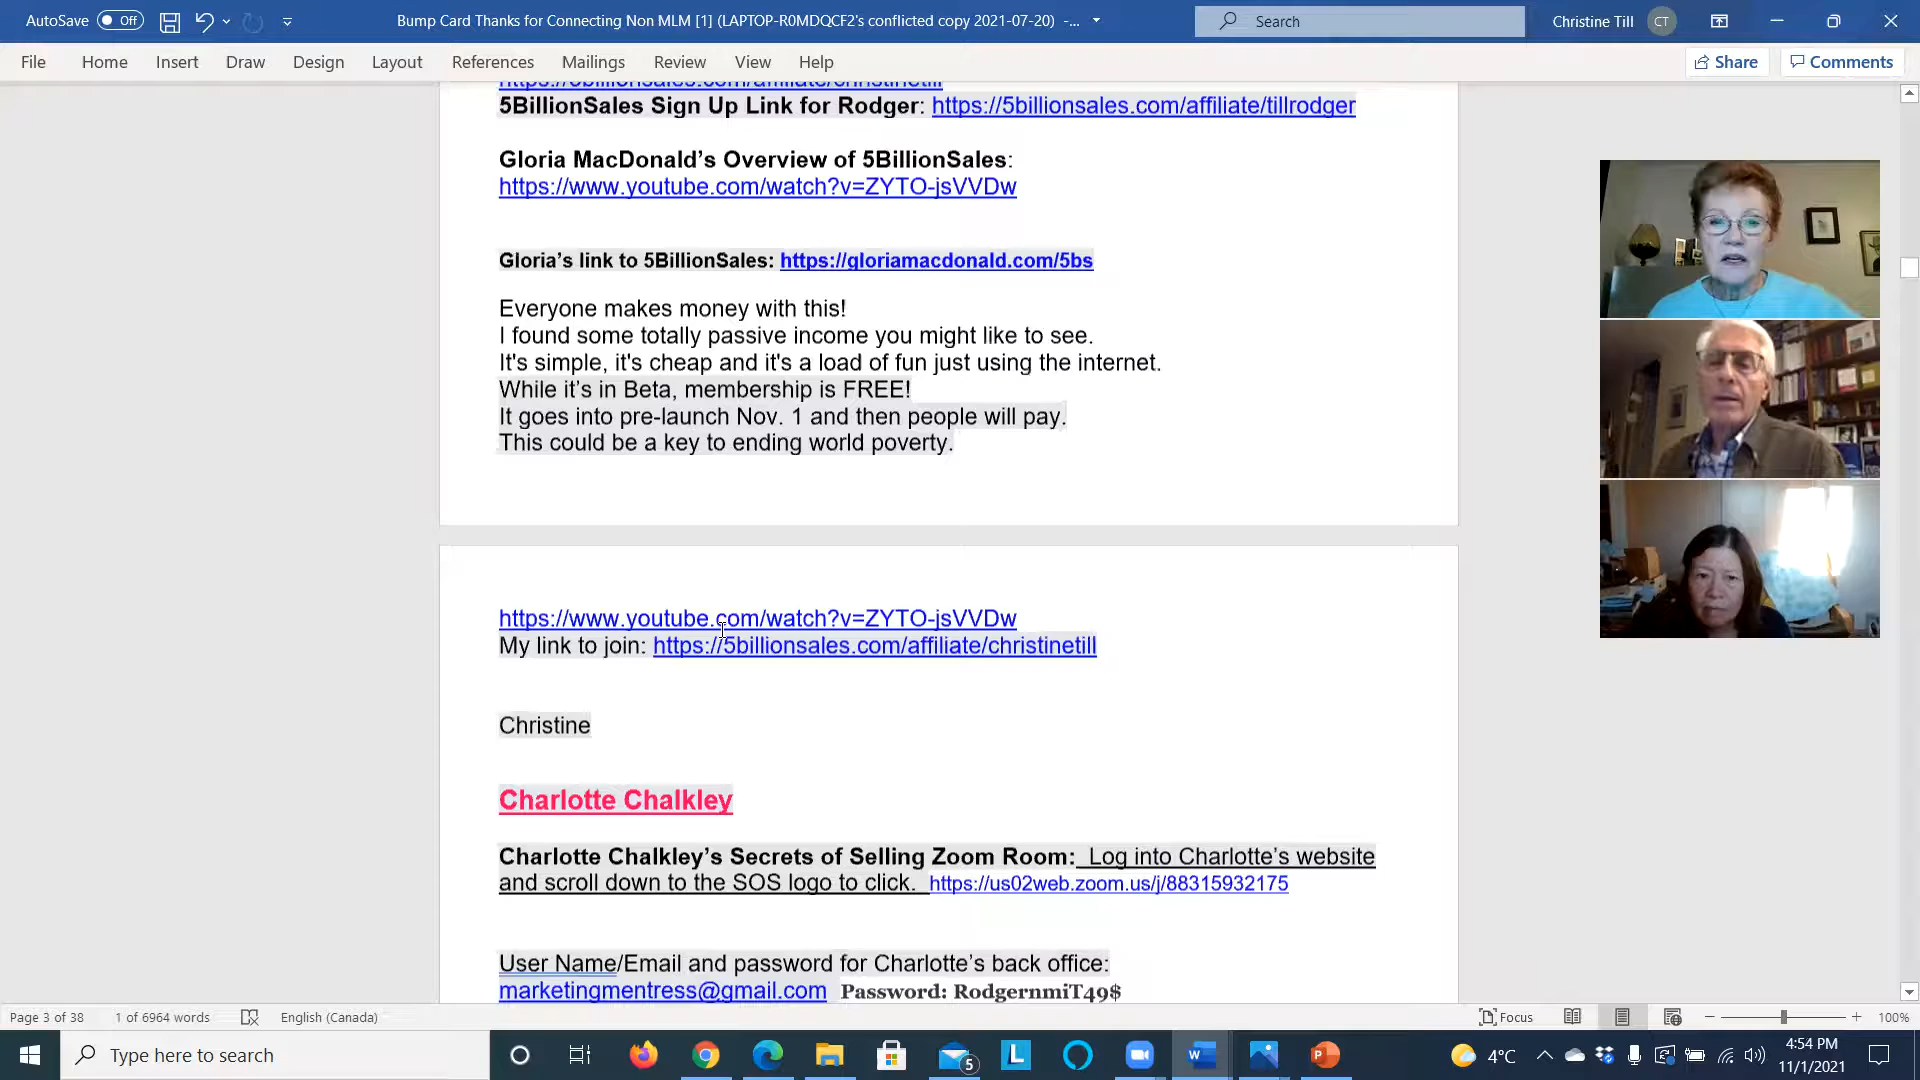 AutoSave Off Bump Card Thanks for Connecting Non MLM [1] (LAPTOP-R0MDQCF2's conflicted copy 2021-07-20) -... Search Christine Till CT
File Home Insert Draw Design Layout References Mailings Review View Help Share Comments
https://5billionsales.com/affiliate/christinetill
5BillionSales Sign Up Link for Rodger: https://5billionsales.com/affiliate/tillrodger
Gloria MacDonald’s Overview of 5BillionSales:
https://www.youtube.com/watch?v=ZYTO-jsVVDw
Gloria’s link to 5BillionSales: https://gloriamacdonald.com/5bs
Everyone makes money with this!
I found some totally passive income you might like to see.
It's simple, it's cheap and it's a load of fun just using the internet.
While it’s in Beta, membership is FREE!
It goes into pre-launch Nov. 1 and then people will pay.
This could be a key to ending world poverty.
https://www.youtube.com/watch?v=ZYTO-jsVVDw
My link to join: https://5billionsales.com/affiliate/christinetill
Christine
Charlotte Chalkley
Charlotte Chalkley’s Secrets of Selling Zoom Room: Log into Charlotte’s website
and scroll down to the SOS logo to click. https://us02web.zoom.us/j/88315932175
User Name/Email and password for Charlotte’s back office:
marketingmentress@gmail.com Password: RodgernmiT49$
Page 3 of 38 1 of 6964 words English (Canada) Focus 100%
Type here to search 5 4°C 4:54 PM
11/1/2021